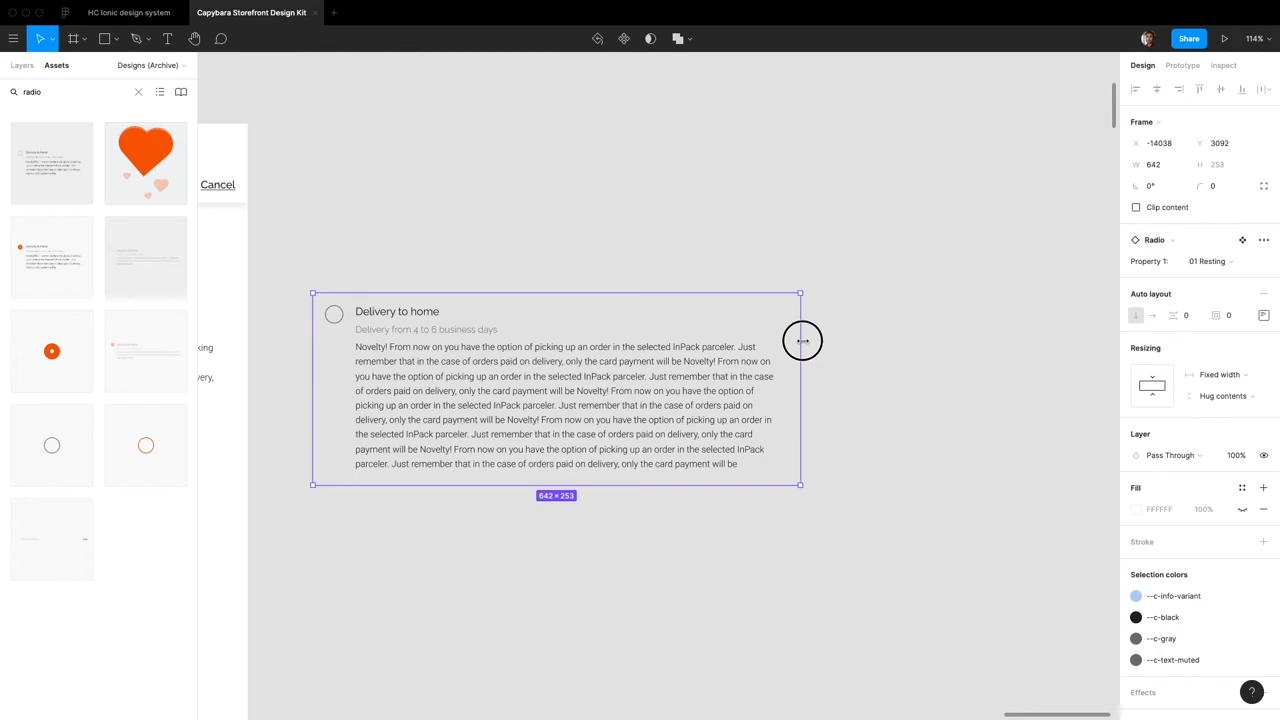 HC Ionic design system
Capybara Storefront Design Kit
Share
114%
Layers
Assets
Designs (Archive)
radio
Cancel
Delivery to home
Delivery from 4 to 6 business days
Novelty! From now on you have the option of picking up an order in the selected InPack parceler. Just
remember that in the case of orders paid on delivery, only the card payment will be Novelty! From now on
you have the option of picking up an order in the selected InPack parceler. Just remember that in the case
of orders paid on delivery, only the card payment will be Novelty! From now on you have the option of
picking up an order in the selected InPack parceler. Just remember that in the case of orders paid on
delivery, only the card payment will be Novelty! From now on you have the option of picking up an order in
the selected InPack parceler. Just remember that in the case of orders paid on delivery, only the card
payment will be Novelty! From now on you have the option of picking up an order in the selected InPack
parceler. Just remember that in the case of orders paid on delivery, only the card payment will be
642 × 253
king
very,
Design
Prototype
Inspect
Frame
X -14038
Y 3092
W 642
H 253
0°
0
Clip content
Radio
Property 1:
01 Resting
Auto layout
0
0
Resizing
Fixed width
Hug contents
Layer
Pass Through
100%
Fill
FFFFFF
100%
Stroke
Selection colors
--c-info-variant
--c-black
--c-gray
--c-text-muted
Effects
?